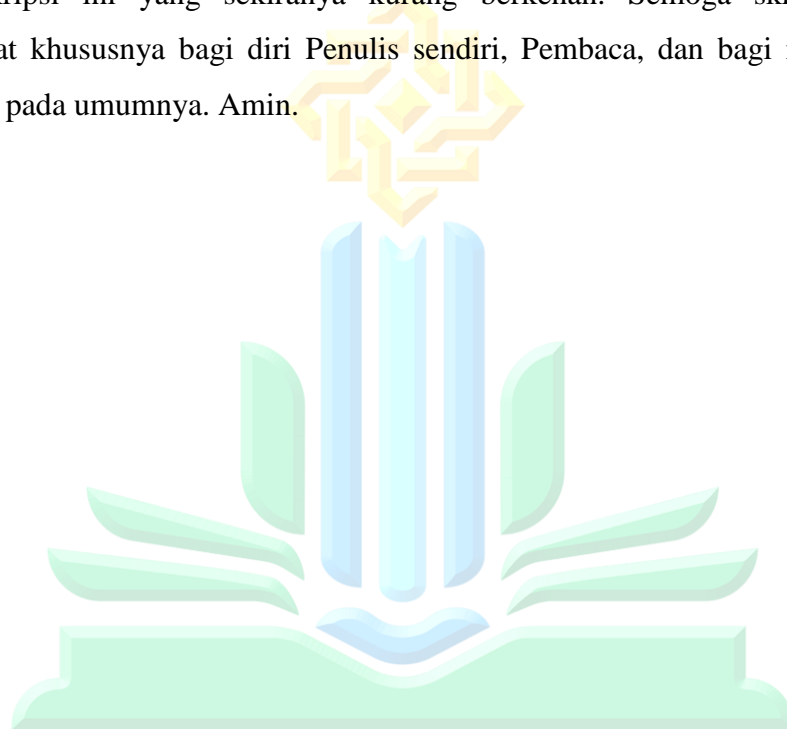 ini yang sekiranya kurang berkenan. Semoga
khususnya bagi diri Penulis sendiri, Pembaca, dan bagi
pada umumnya. Amin.